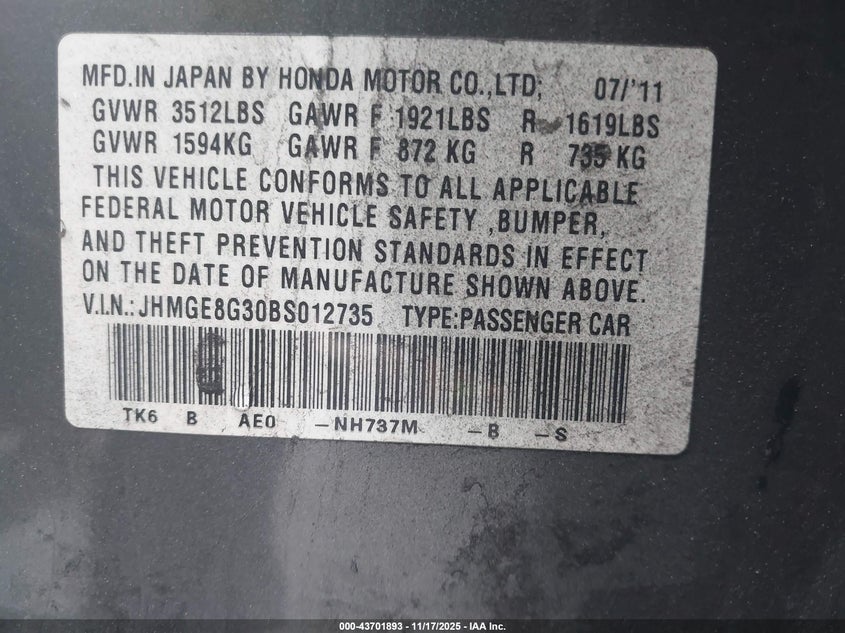 MFD.IN JAPAN BY HONDA MOTOR CO.,LTD; 07/'11
GVWR 3512LBS GAWR F 1921LBS R 1619LBS
GVWR 1594KG GAWR F 872 KG R 735 KG
THIS VEHICLE CONFORMS TO ALL APPLICABLE
FEDERAL MOTOR VEHICLE SAFETY ,BUMPER,
AND THEFT PREVENTION STANDARDS IN EFFECT
ON THE DATE OF MANUFACTURE SHOWN ABOVE.
V.I.N.: JHMGE8G30BS012735 TYPE:PASSENGER CAR
TK6 B AE0 –NH737M –B –S
000-43701893 - 11/17/2025 - IAA Inc.